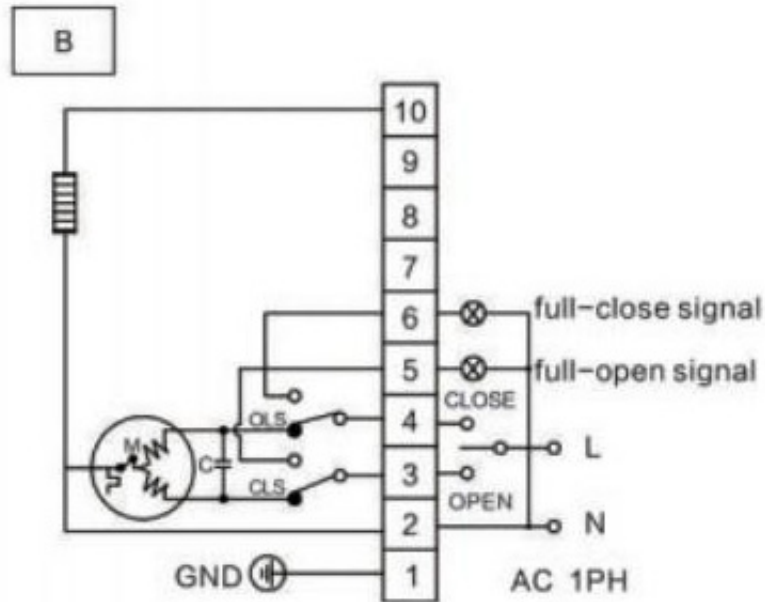 B
10
9
8
7
6 full-close signal
5 full-open signal
OLS 4 CLOSE
M C L
CLS 3 OPEN
2 N
GND 1 AC 1PH